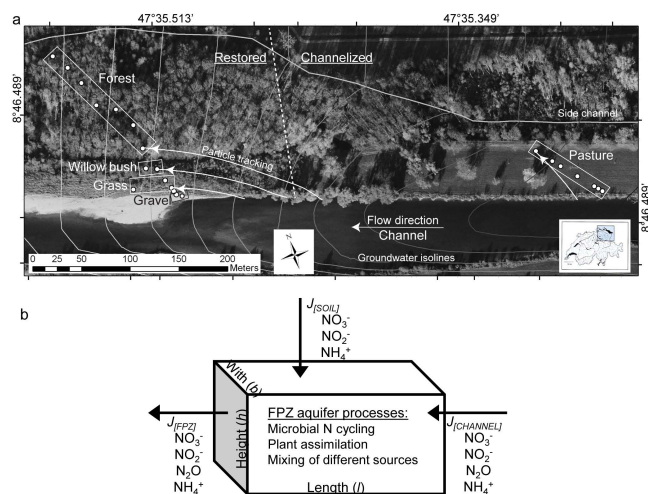 a
47°35.513’ 47°35.349’
8°46.489’
Forest
Restored Channelized
Side channel
Particle tracking
Willow bush
Pasture
Grass
Gravel
8°46.489’
Flow direction
Channel
N
Groundwater isolines
0 25 50 100 150 200
Meters
b
J[SOIL]
NO3-
NO2-
NH4+
With (b)
Height (h)
FPZ aquifer processes:
Microbial N cycling
Plant assimilation
Mixing of different sources
Length (l)
J[FPZ]
NO3-
NO2-
N2O
NH4+
J[CHANNEL]
NO3-
NO2-
NH4+